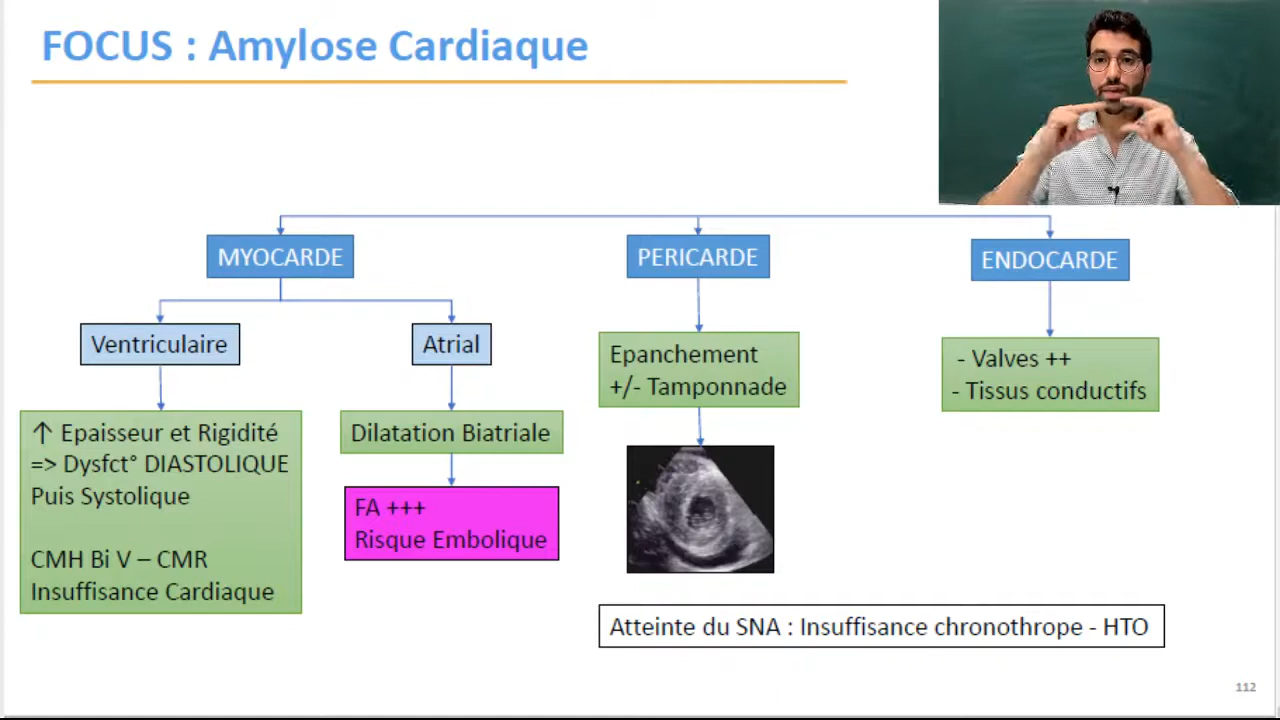 FOCUS : Amylose Cardiaque
MYOCARDE
PERICARDE
ENDOCARDE
Ventriculaire
Atrial
Epanchement
+/- Tamponnade
- Valves ++
- Tissus conductifs
↑ Epaisseur et Rigidité
=> Dysfct° DIASTOLIQUE
Puis Systolique
CMH Bi V – CMR
Insuffisance Cardiaque
Dilatation Biatriale
FA +++
Risque Embolique
Atteinte du SNA : Insuffisance chronothrope - HTO
112